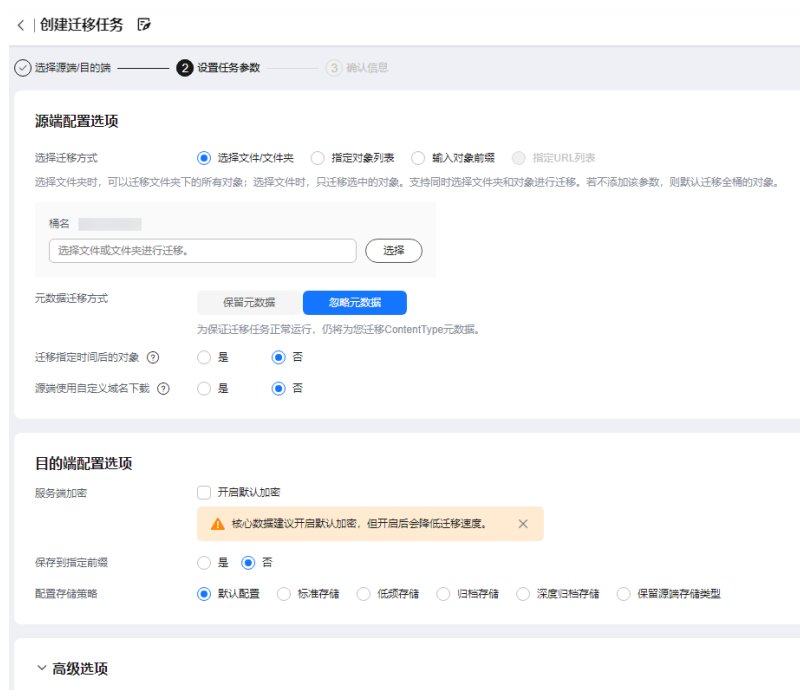 创建迁移任务
选择源端/目的端 2 设置任务参数 3 确认信息
源端配置选项
选择迁移方式 选择文件/文件夹 指定对象列表 输入对象前缀 指定URL列表
选择文件夹时，可以迁移文件夹下的所有对象；选择文件时，只迁移选中的对象。支持同时选择文件夹和对象进行迁移。若不添加该参数，则默认迁移全桶的对象。
桶名
选择文件或文件夹进行迁移。 选择
元数据迁移方式 保留元数据 忽略元数据
为保证迁移任务正常运行，仍将为您迁移ContentType元数据。
迁移指定时间后的对象 ? 是 否
源端使用自定义域名下载 ? 是 否
目的端配置选项
服务端加密 开启默认加密
核心数据建议开启默认加密，但开启后会降低迁移速度。
保存到指定前缀 是 否
配置存储策略 默认配置 标准存储 低频存储 归档存储 深度归档存储 保留源端存储类型
高级选项